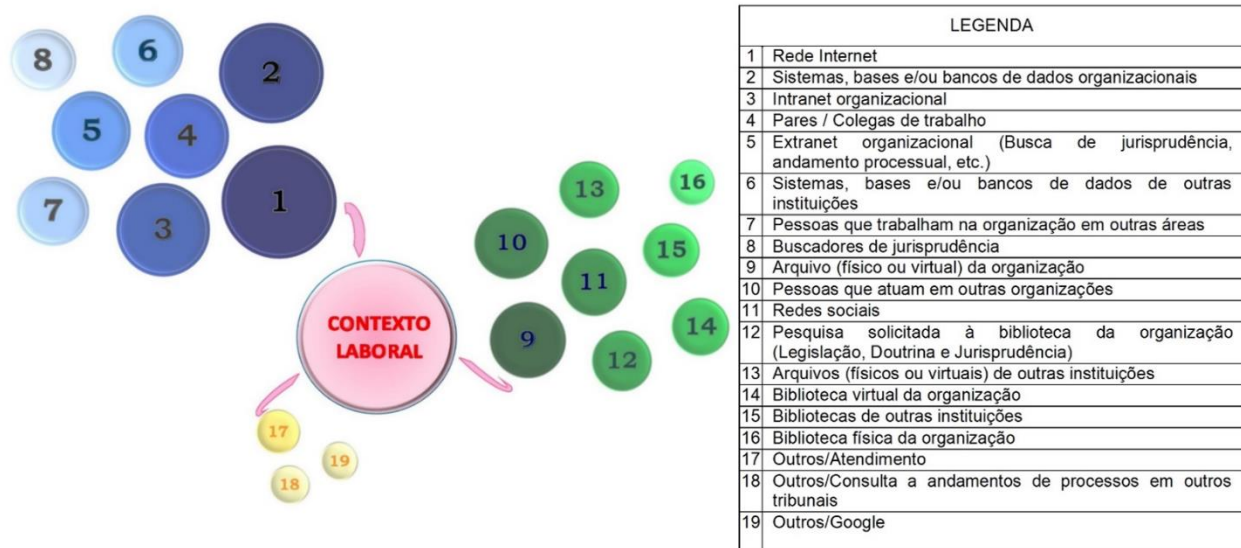 8
6
2
5
4
7
3
1
CONTEXTO
LABORAL
13
16
10
15
11
9
14
12
17
19
18
LEGENDA
1 Rede Internet
2 Sistemas, bases e/ou bancos de dados organizacionais
3 Intranet organizacional
4 Pares / Colegas de trabalho
5 Extranet organizacional (Busca de jurisprudência,
andamento processual, etc.)
6 Sistemas, bases e/ou bancos de dados de outras
instituições
7 Pessoas que trabalham na organização em outras áreas
8 Buscadores de jurisprudência
9 Arquivo (físico ou virtual) da organização
10 Pessoas que atuam em outras organizações
11 Redes sociais
12 Pesquisa solicitada à biblioteca da organização
(Legislação, Doutrina e Jurisprudência)
13 Arquivos (físicos ou virtuais) de outras instituições
14 Biblioteca virtual da organização
15 Bibliotecas de outras instituições
16 Biblioteca física da organização
17 Outros/Atendimento
18 Outros/Consulta a andamentos de processos em outros
tribunais
19 Outros/Google